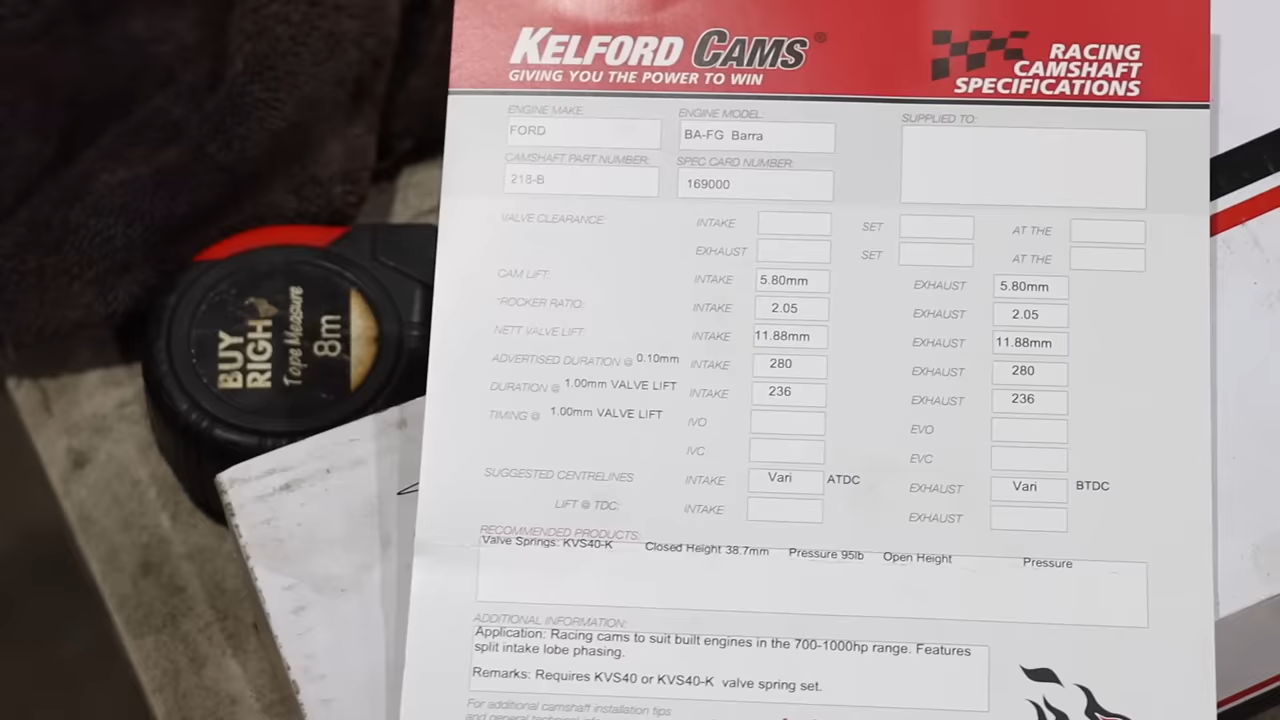 KELFORD CAMS®
GIVING YOU THE POWER TO WIN
RACING
CAMSHAFT
SPECIFICATIONS
ENGINE MAKE: ENGINE MODEL: SUPPLIED TO:
FORD BA-FG Barra
CAMSHAFT PART NUMBER: SPEC CARD NUMBER:
218-B 169000
VALVE CLEARANCE: INTAKE SET AT THE
EXHAUST SET AT THE
CAM LIFT: INTAKE 5.80mm EXHAUST 5.80mm
*ROCKER RATIO: INTAKE 2.05 EXHAUST 2.05
NETT VALVE LIFT: INTAKE 11.88mm EXHAUST 11.88mm
ADVERTISED DURATION @ 0.10mm INTAKE 280 EXHAUST 280
DURATION @ 1.00mm VALVE LIFT INTAKE 236 EXHAUST 236
TIMING @ 1.00mm VALVE LIFT IVO EVO
IVC EVC
SUGGESTED CENTRELINES INTAKE Vari ATDC EXHAUST Vari BTDC
LIFT @ TDC: INTAKE EXHAUST
RECOMMENDED PRODUCTS:
Valve Springs: KVS40-K Closed Height 38.7mm Pressure 95lb Open Height Pressure
ADDITIONAL INFORMATION:
Application: Racing cams to suit built engines in the 700-1000hp range. Features
split intake lobe phasing.
Remarks: Requires KVS40 or KVS40-K valve spring set.
For additional camshaft installation tips
BUY
RIGH
Tape Measure
8m